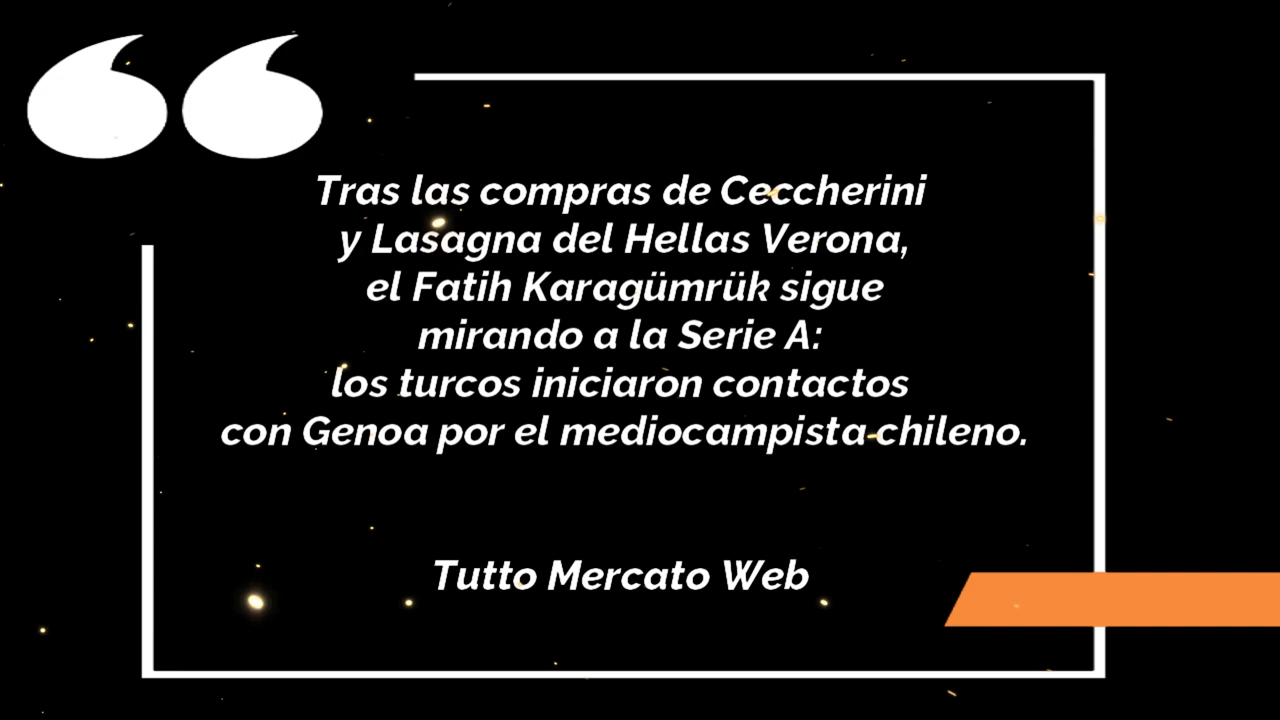 Tras las compras de Ceccherini
y Lasagna del Hellas Verona,
el Fatih Karagümrük sigue
mirando a la Serie A:
los turcos iniciaron contactos
con Genoa por el mediocampista chileno.
Tutto Mercato Web